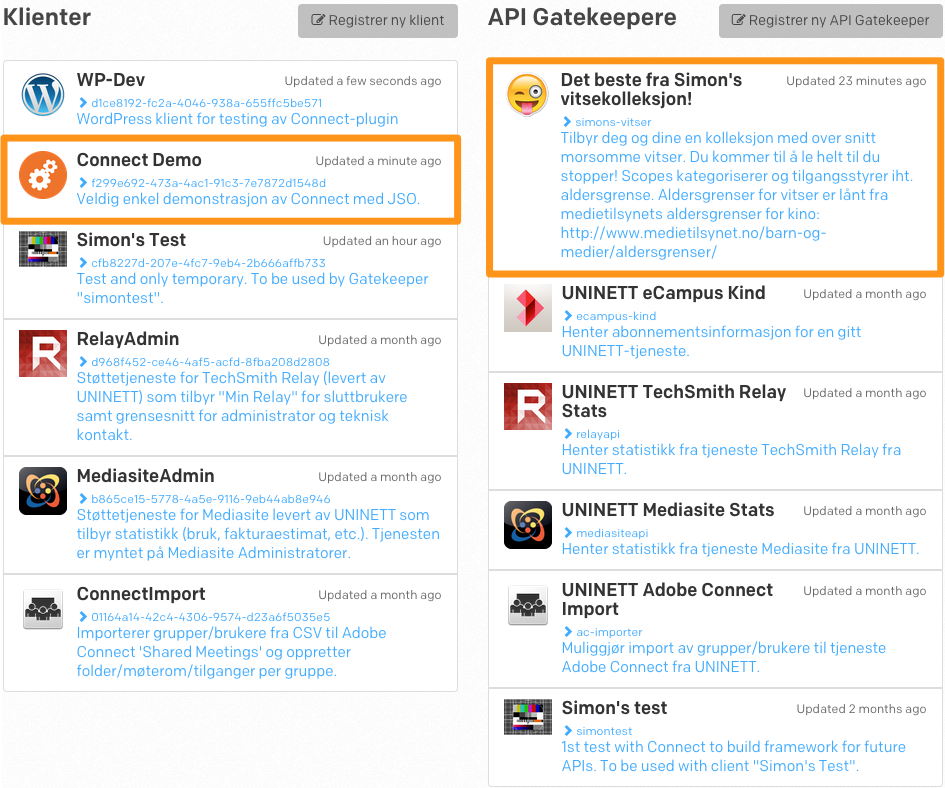 Klienter
Registrer ny klient
WP-Dev
Updated a few seconds ago
d1ce8192-fc2a-4046-938a-655ffc5be571
WordPress klient for testing av Connect-plugin
Connect Demo
Updated a minute ago
f299e692-473a-4ac1-91c3-7e7872d1548d
Veldig enkel demonstrasjon av Connect med JSO.
Simon's Test
Updated an hour ago
cfb8227d-207e-4fc7-9eb4-2b666affb733
Test and only temporary. To be used by Gatekeeper
"simontest".
RelayAdmin
Updated a month ago
d968f452-ce46-4af5-acfd-8fba208d2808
Støttetjeneste for TechSmith Relay (levert av
UNINETT) som tilbyr "Min Relay" for sluttbrukere
samt grensesnitt for administrator og teknisk
kontakt.
MediasiteAdmin
Updated a month ago
b865ce15-5778-4a5e-9116-9eb44ab8e946
Støttetjeneste for Mediasite levert av UNINETT som
tilbyr statistikk (bruk, fakturaestimat, etc.). Tjenesten
er myntet på Mediasite Administratorer.
ConnectImport
Updated a month ago
01164a14-42c4-4306-9574-d23a6f5035e5
Importerer grupper/brukere fra CSV til Adobe
Connect 'Shared Meetings' og oppretter
folder/møterom/tilganger per gruppe.
API Gatekeepere
Registrer ny API Gatekeeper
Det beste fra Simon's
vitsekolleksjon!
Updated 23 minutes ago
simons-vitser
Tilbyr deg og dine en kolleksjon med over snitt
morsomme vitser. Du kommer til å le helt til du
stopper! Scopes kategoriserer og tilgangsstyrer iht.
aldersgrense. Aldersgrenser for vitser er lånt fra
medietilsynets aldersgrenser for kino:
http://www.medietilsynet.no/barn-og-
medier/aldersgrenser/
UNINETT eCampus Kind
Updated a month ago
ecampus-kind
Henter abonnementsinformasjon for en gitt
UNINETT-tjeneste.
UNINETT TechSmith Relay
Stats
Updated a month ago
relayapi
Henter statistikk fra tjeneste TechSmith Relay fra
UNINETT.
UNINETT Mediasite Stats
Updated a month ago
mediasiteapi
Henter statistikk fra tjeneste Mediasite fra UNINETT.
UNINETT Adobe Connect
Import
Updated a month ago
ac-importer
Muliggjør import av grupper/brukere til tjeneste
Adobe Connect fra UNINETT.
Simon's test
Updated 2 months ago
simontest
1st test with Connect to build framework for future
APIs. To be used with client "Simon's Test".